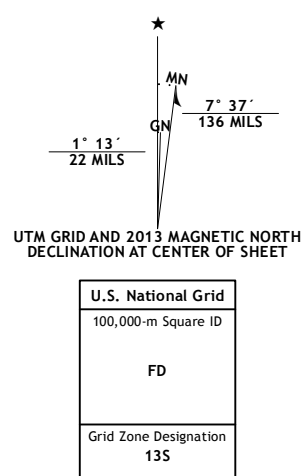 ★
MN
7° 37´
136 MILS
GN
1° 13´
22 MILS
UTM GRID AND 2013 MAGNETIC NORTH
DECLINATION AT CENTER OF SHEET
U.S. National Grid
100,000-m Square ID
FD
Grid Zone Designation
13S